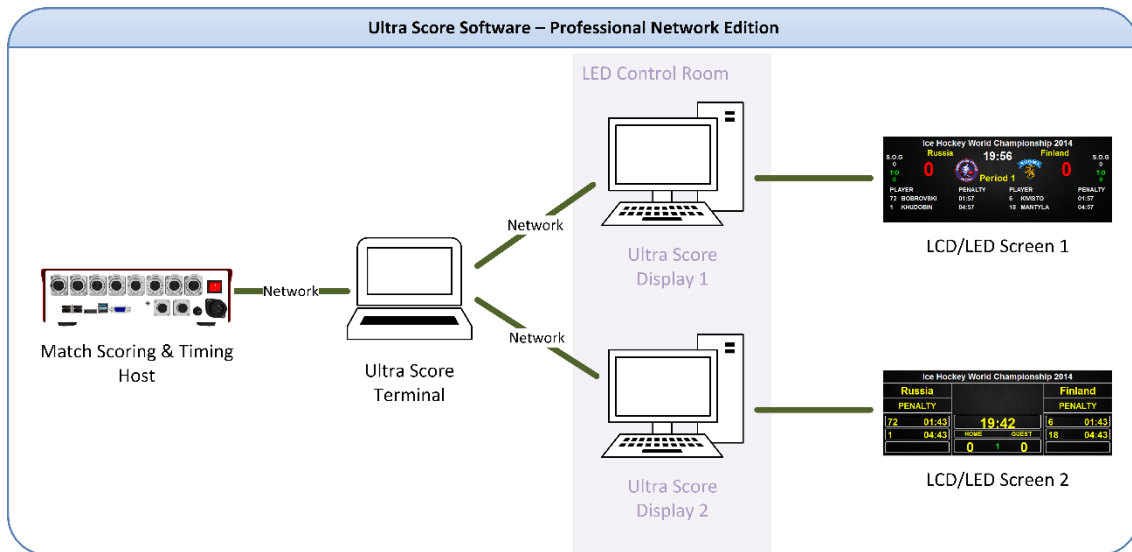 Ultra Score Software – Professional Network Edition
LED Control Room
Network
Network
Network
Match Scoring & Timing
Host
Ultra Score
Terminal
Ultra Score
Display 1
Ultra Score
Display 2
Ice Hockey World Championship 2014
Russia 19:56 Finland
S.O.G 0 0 S.O.G
0 0
T.O T.O
0 Period 1 0
PLAYER PENALTY PLAYER PENALTY
72 BOBROVSKI 01:57 6 KIVISTO 01:57
1 KHUDOBIN 04:57 18 MANTYLA 04:57
LCD/LED Screen 1
Ice Hockey World Championship 2014
Russia Finland
PENALTY PENALTY
72 01:43 19:42 6 01:43
1 04:43 HOME GUEST 18 04:43
0 1 0
LCD/LED Screen 2